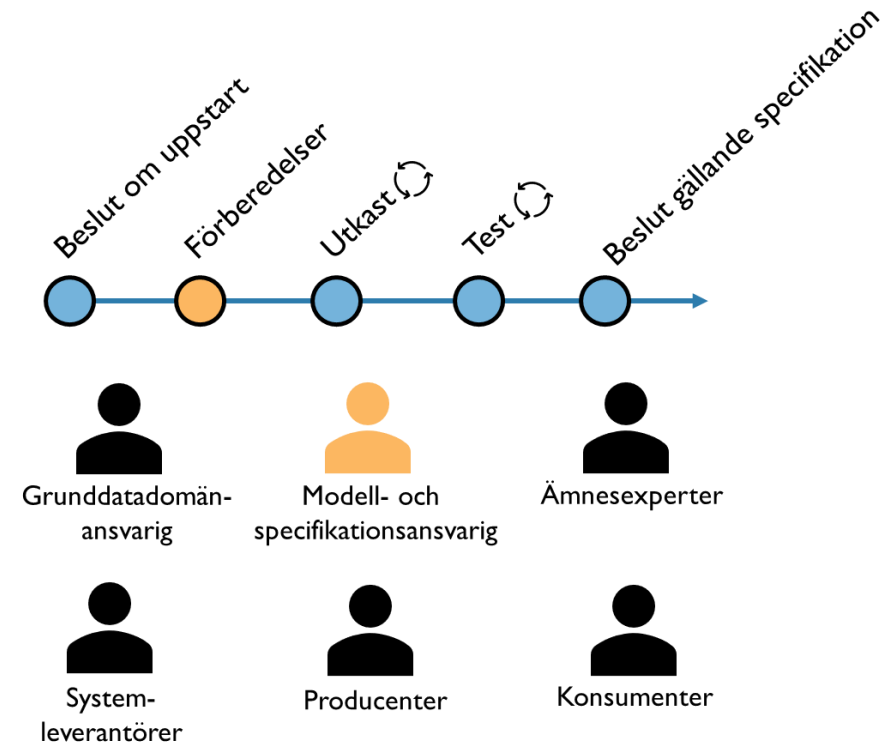 Beslut om uppstart
Förberedelser
Utkast
Test
Beslut gällande specifikation
Grunddatadomän-
ansvarig
Modell- och
specifikationsansvarig
Ämnesexperter
System-
leverantörer
Producenter
Konsumenter